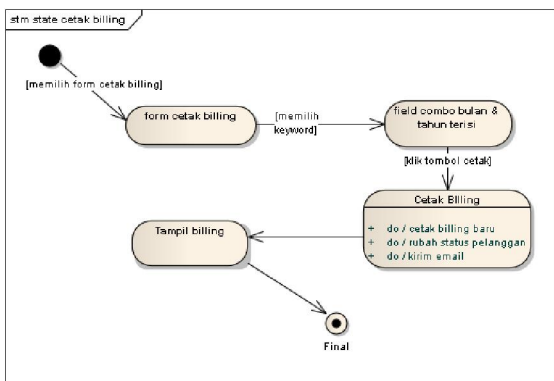 stm state cetak billing
[memilih form cetak billing]
form cetak billing
[memilih
keyword]
field combo bulan &
tahun terisi
[klik tombol cetak]
Cetak Billing
+ do / cetak billing baru
+ do / rubah status pelanggan
+ do / kirim email
Tampil billing
Final